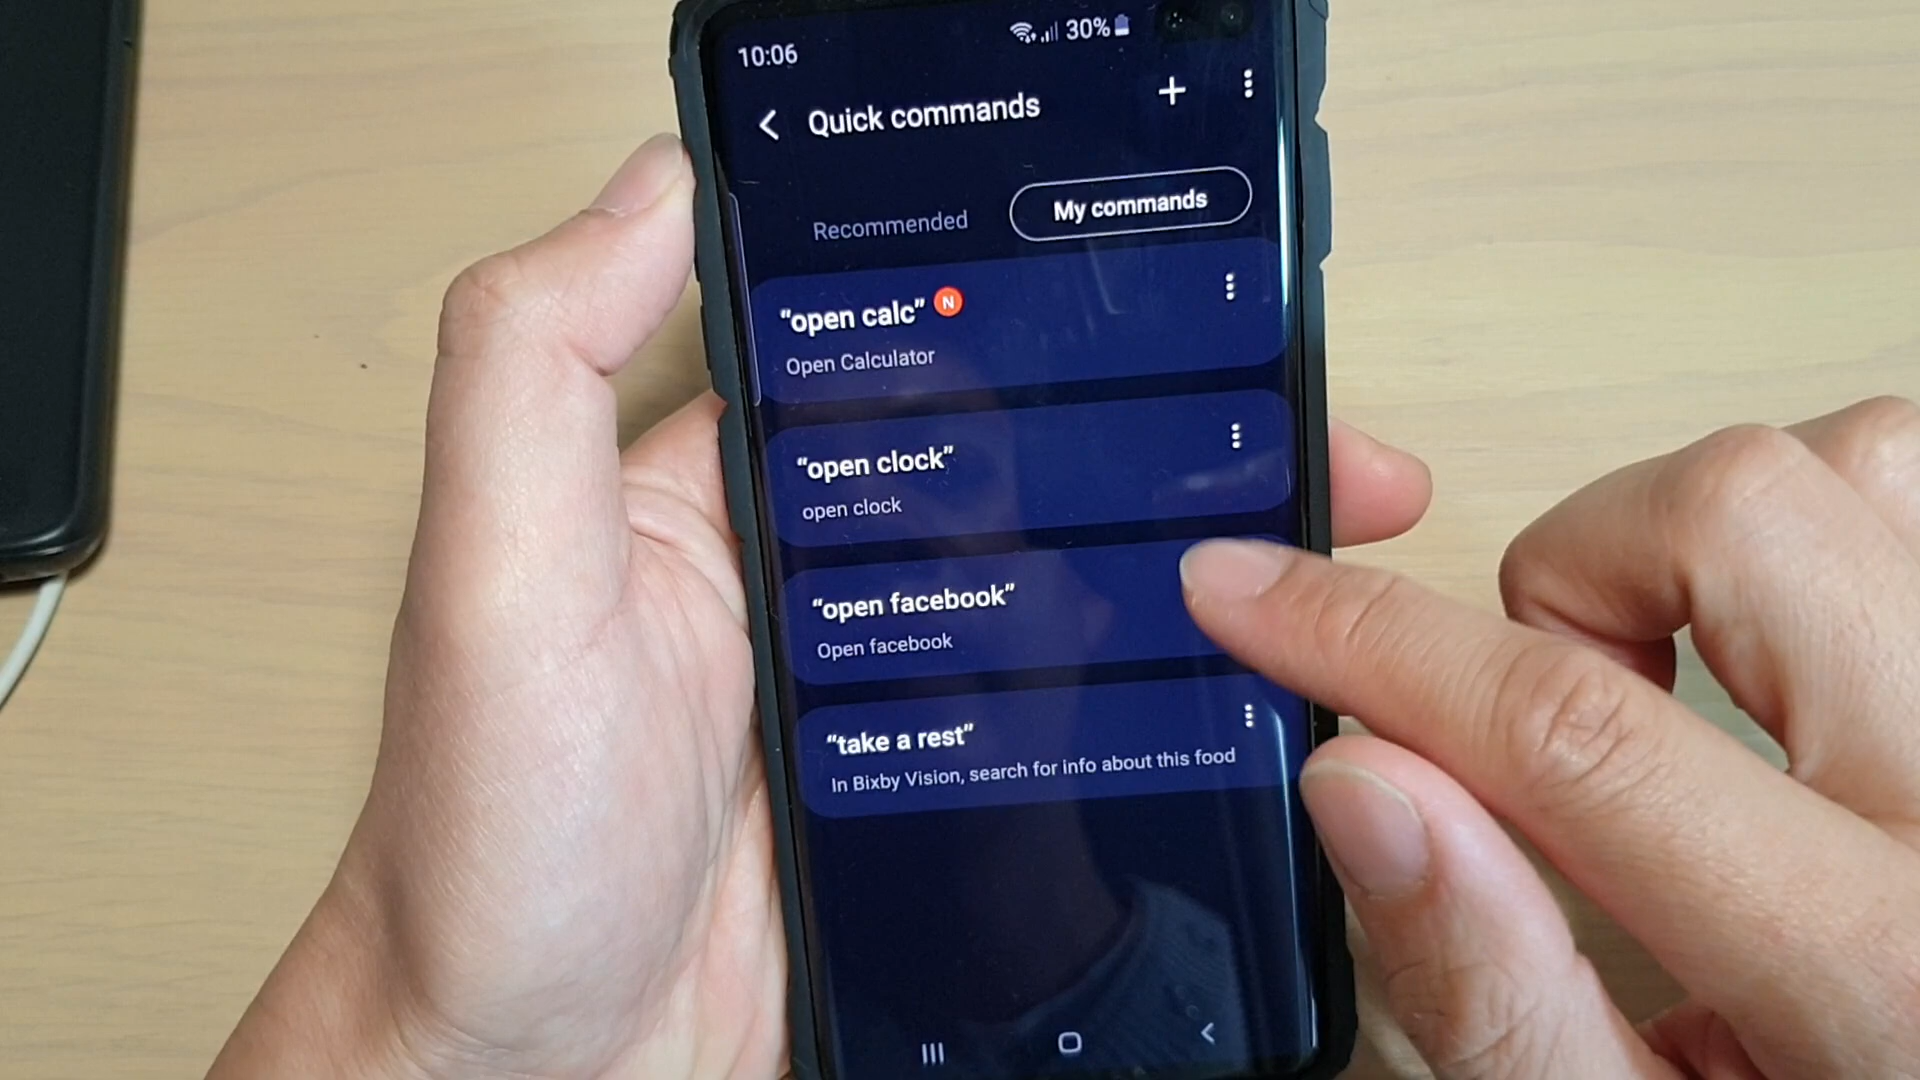 10:06 30%
Quick commands
Recommended My commands
“open calc” N
Open Calculator
“open clock”
open clock
“open facebook”
Open facebook
“take a rest”
In Bixby Vision, search for info about this food